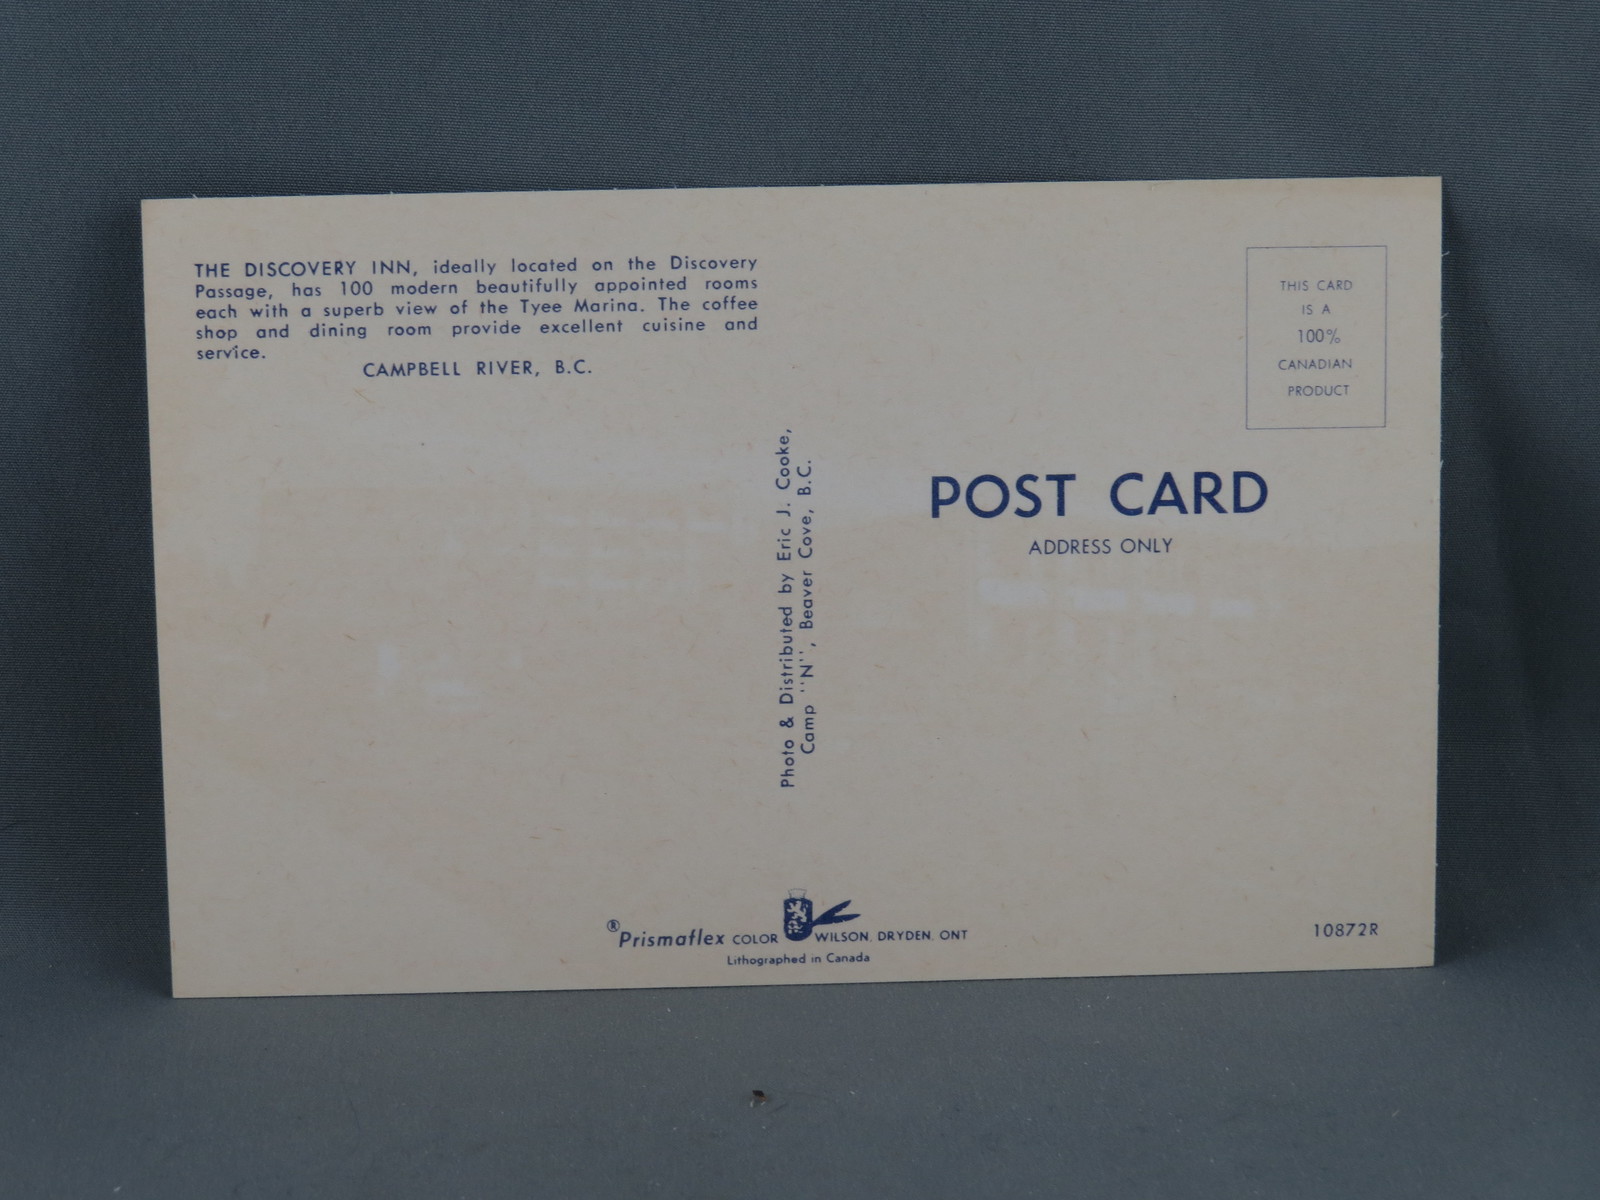 THE DISCOVERY INN, ideally located on the Discovery
Passage, has 100 modern beautifully appointed rooms
each with a superb view of the Tyee Marina. The coffee
shop and dining room provide excellent cuisine and
service.
CAMPBELL RIVER, B.C.
Photo & Distributed by Eric J. Cooke,
Camp "N", Beaver Cove, B.C.
THIS CARD
IS A
100%
CANADIAN
PRODUCT
POST CARD
ADDRESS ONLY
®Prismaflex COLOR WILSON, DRYDEN, ONT
Lithographed in Canada
10872R